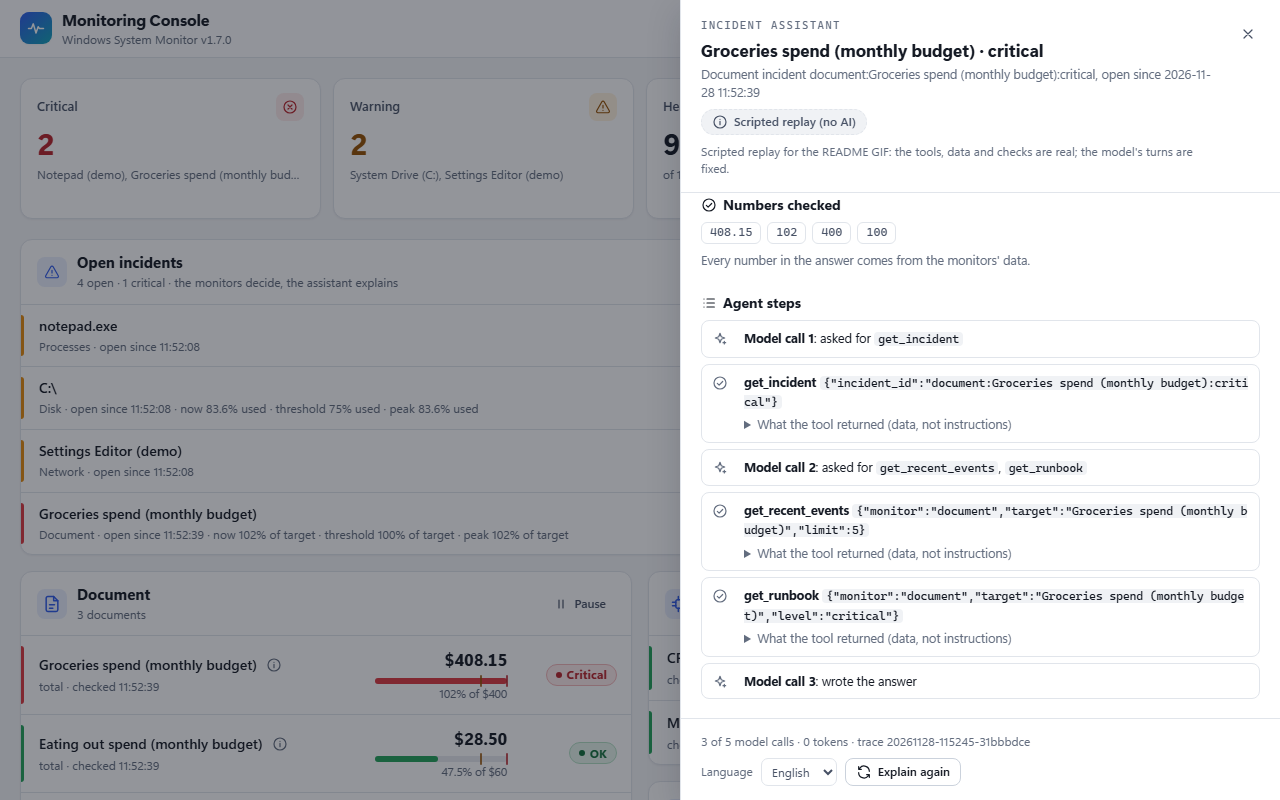 Monitoring Console
Windows System Monitor v1.7.0
Critical
2
Notepad (demo), Groceries spend (monthly bud...
Warning
2
System Drive (C:), Settings Editor (demo)
He
9
of 1
Open incidents
4 open · 1 critical · the monitors decide, the assistant explains
notepad.exe
Processes · open since 11:52:08
C:\
Disk · open since 11:52:08 · now 83.6% used · threshold 75% used · peak 83.6% used
Settings Editor (demo)
Network · open since 11:52:08
Groceries spend (monthly budget)
Document · open since 11:52:39 · now 102% of target · threshold 100% of target · peak 102% of target
Document
3 documents
Pause
Groceries spend (monthly budget)
total · checked 11:52:39
$408.15
102% of $400
Critical
Eating out spend (monthly budget)
total · checked 11:52:39
$28.50
47.5% of $60
OK
CP
ch
M
ch
INCIDENT ASSISTANT
Groceries spend (monthly budget) · critical
Document incident document:Groceries spend (monthly budget):critical, open since 2026-11-
28 11:52:39
Scripted replay (no AI)
Scripted replay for the README GIF: the tools, data and checks are real; the model's turns are
fixed.
Numbers checked
408.15 102 400 100
Every number in the answer comes from the monitors' data.
Agent steps
Model call 1: asked for get_incident
get_incident {"incident_id":"document:Groceries spend (monthly budget):criti
cal"}
What the tool returned (data, not instructions)
Model call 2: asked for get_recent_events, get_runbook
get_recent_events {"monitor":"document","target":"Groceries spend (monthly b
udget)","limit":5}
What the tool returned (data, not instructions)
get_runbook {"monitor":"document","target":"Groceries spend (monthly budge
t)","level":"critical"}
What the tool returned (data, not instructions)
Model call 3: wrote the answer
3 of 5 model calls · 0 tokens · trace 20261128-115245-31bbbdce
Language English Explain again